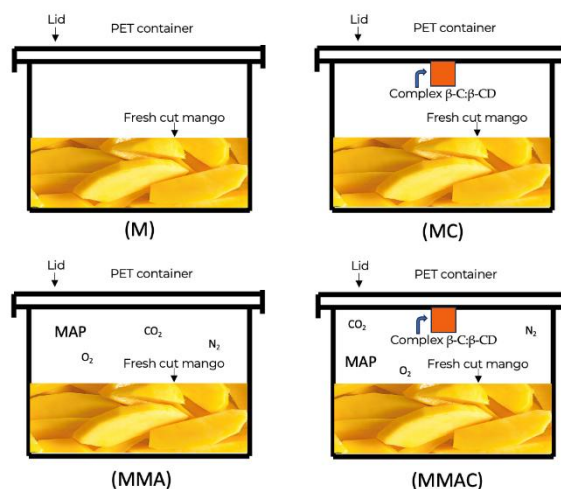 Lid
PET container
Fresh cut mango
(M)
Lid
PET container
Complex β-C:β-CD
Fresh cut mango
(MC)
Lid
PET container
MAP
CO₂
N₂
O₂
Fresh cut mango
(MMA)
Lid
PET container
CO₂
Complex β-C:β-CD
N₂
MAP
O₂
Fresh cut mango
(MMAC)